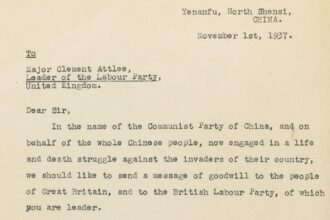 Yenanfu, North Shensi,
CHINA.
November 1st, 1937.
To
Major Clement Attlee,
Leader of the Labour Party,
United Kingdom.
Dear Sir,
In the name of the Communist Party of China, and on
behalf of the whole Chinese people, now engaged in a life
and death struggle against the invaders of their country,
we should like to send a message of goodwill to the people
of Great Britain, and to the British Labour Party, of which
you are leader.